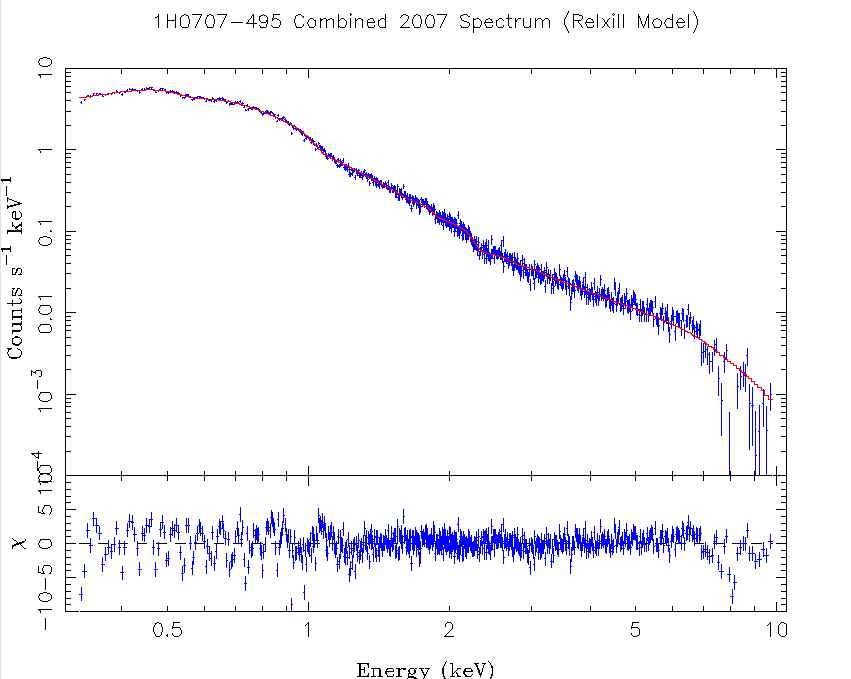 1H0707−495 Combined 2007 Spectrum (Relxill Model)
10
1
0.1
0.01
10−3
10−4
Counts s−1 keV−1
5
0
−5
−10
χ
0.5 1 2 5 10
Energy (keV)